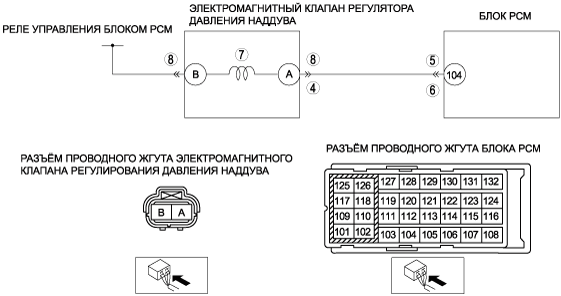 РЕЛЕ УПРАВЛЕНИЯ БЛОКОМ PCM
ЭЛЕКТРОМАГНИТНЫЙ КЛАПАН РЕГУЛЯТОРА
ДАВЛЕНИЯ НАДДУВА
БЛОК PCM
8 B 7 A 8 4 5 6 104
РАЗЪЁМ ПРОВОДНОГО ЖГУТА ЭЛЕКТРОМАГНИТНОГО
КЛАПАНА РЕГУЛИРОВАНИЯ ДАВЛЕНИЯ НАДДУВА
B A
РАЗЪЁМ ПРОВОДНОГО ЖГУТА БЛОКА PCM
125 126 127 128 129 130 131 132
117 118 119 120 121 122 123 124
109 110 111 112 113 114 115 116
101 102 103 104 105 106 107 108